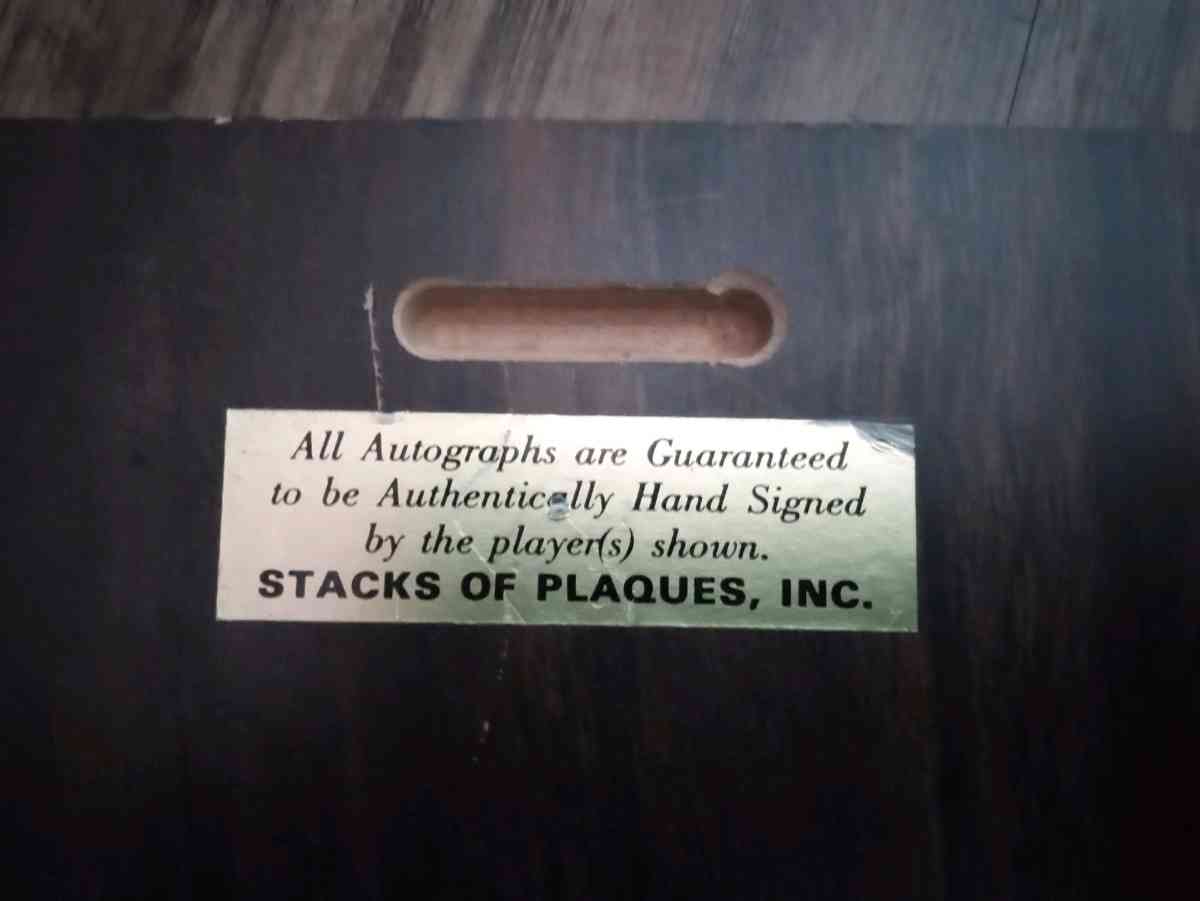 All Autographs are Guaranteed
to be Authentically Hand Signed
by the player(s) shown.
STACKS OF PLAQUES, INC.